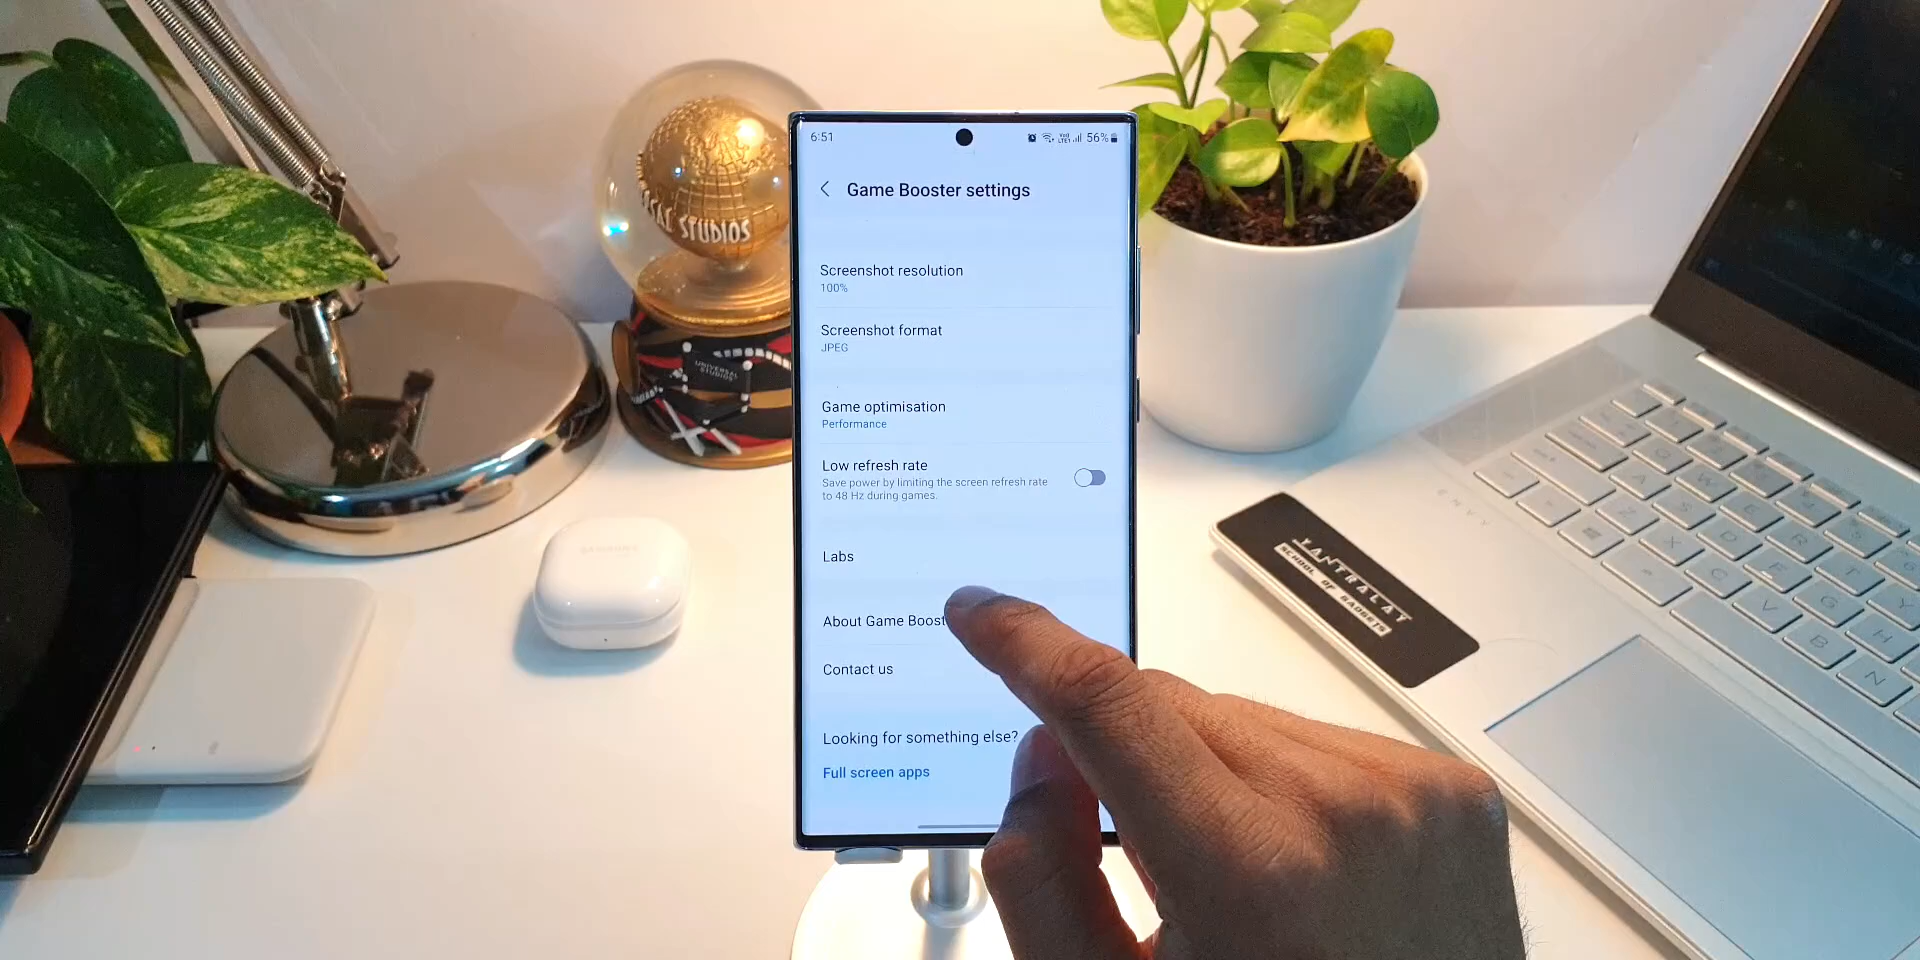 6:51
56%
Game Booster settings
Screenshot resolution
100%
Screenshot format
JPEG
Game optimisation
Performance
Low refresh rate
Save power by limiting the screen refresh rate
to 48 Hz during games.
Labs
About Game Boost
Contact us
Looking for something else?
Full screen apps
STUDIOS
UNIVERSAL
STUDIOS
SAMSUNG
ENVY
YANTRALAY
SCHOOL OF GADGETS